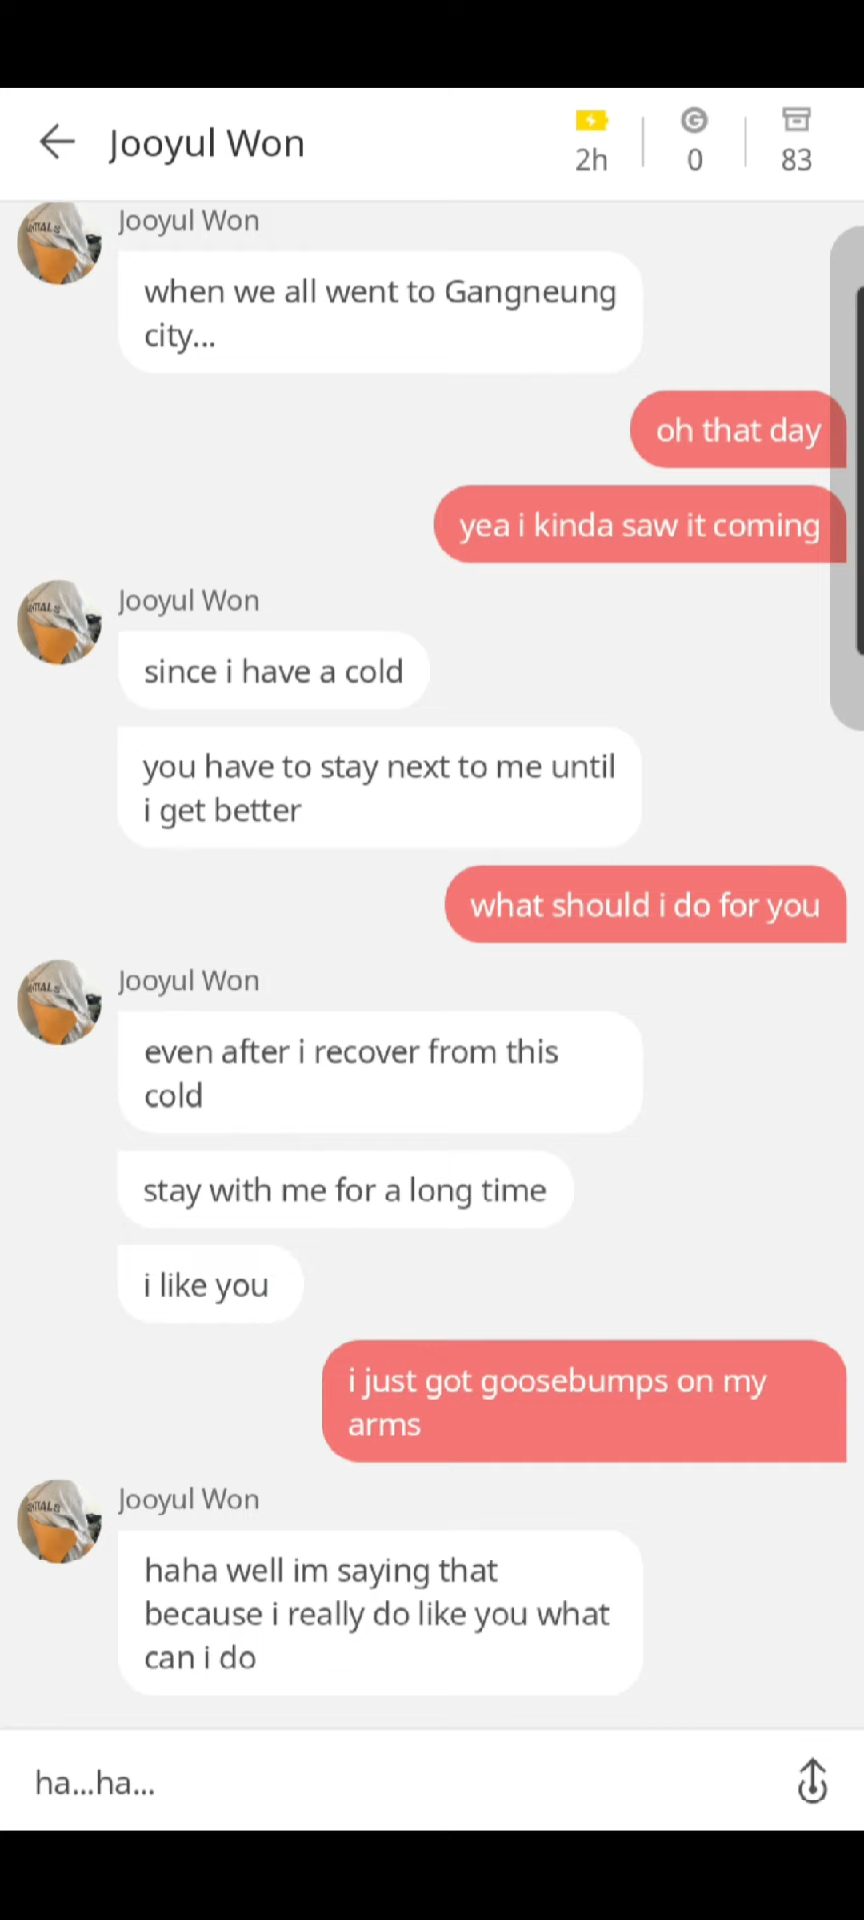 Jooyul Won
2h
0
83
Jooyul Won
when we all went to Gangneung
city...
oh that day
yea i kinda saw it coming
Jooyul Won
since i have a cold
you have to stay next to me until
i get better
what should i do for you
Jooyul Won
even after i recover from this
cold
stay with me for a long time
i like you
i just got goosebumps on my
arms
Jooyul Won
haha well im saying that
because i really do like you what
can i do
ha...ha...